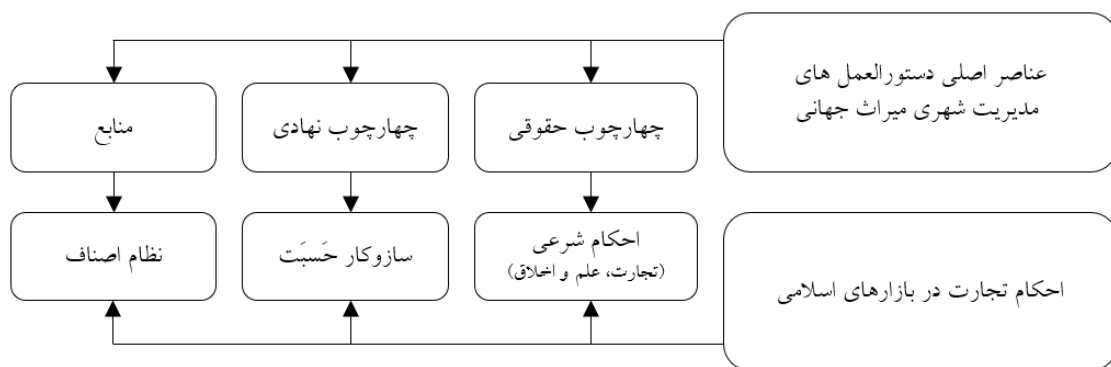 عناصر اصلی دستورالعمل های
مدیریت شهری میراث جهانی
چهارچوب حقوقی
چهارچوب نهادی
منابع
احکام تجارت در بازارهای اسلامی
احکام شرعی
(تجارت، علم و اخلاق)
سازوکار حَسبَت
نظام اصناف